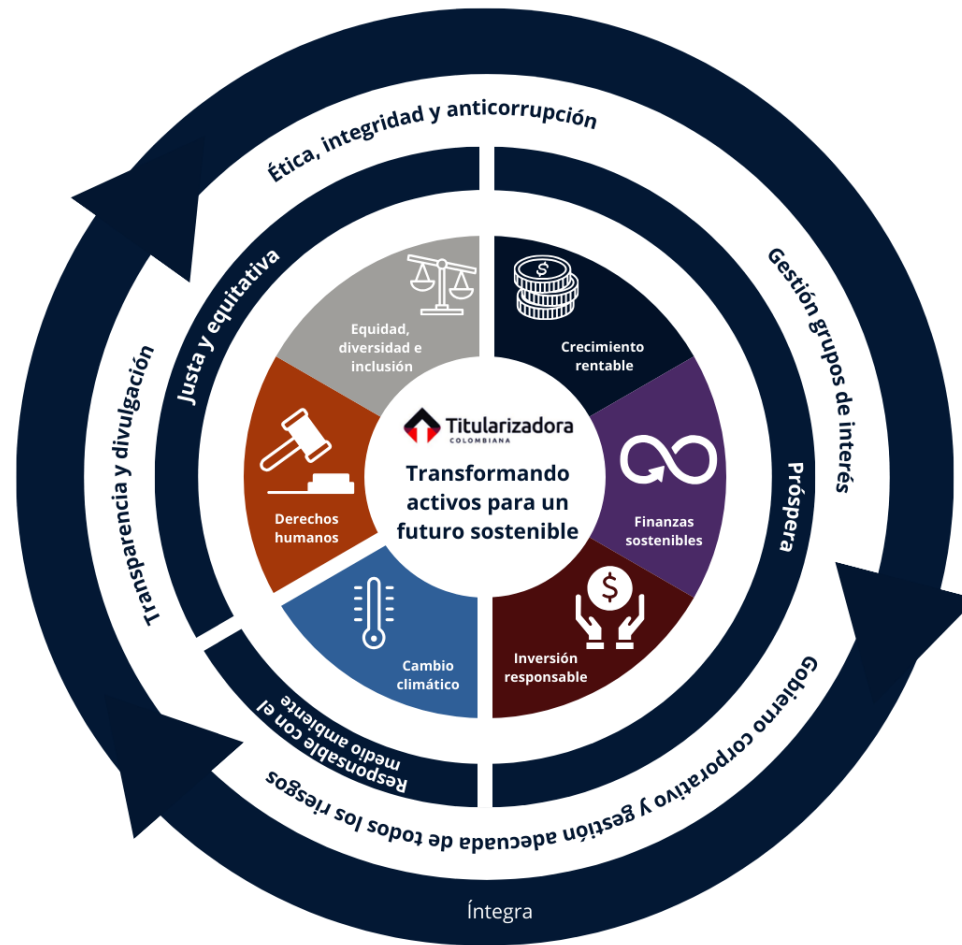 Ética, integridad y anticorrupción
Gestión grupos de interés
Gobierno corporativo y gestión adecuada de todos los riesgos
Transparencia y divulgación
Íntegra
Justa y equitativa
Próspera
Responsable con el
medio ambiente
Equidad,
diversidad e
inclusión
Crecimiento
rentable
Finanzas
sostenibles
Inversión
responsable
Cambio
climático
Derechos
humanos
Titularizadora
COLOMBIANA
Transformando
activos para un
futuro sostenible
$
$